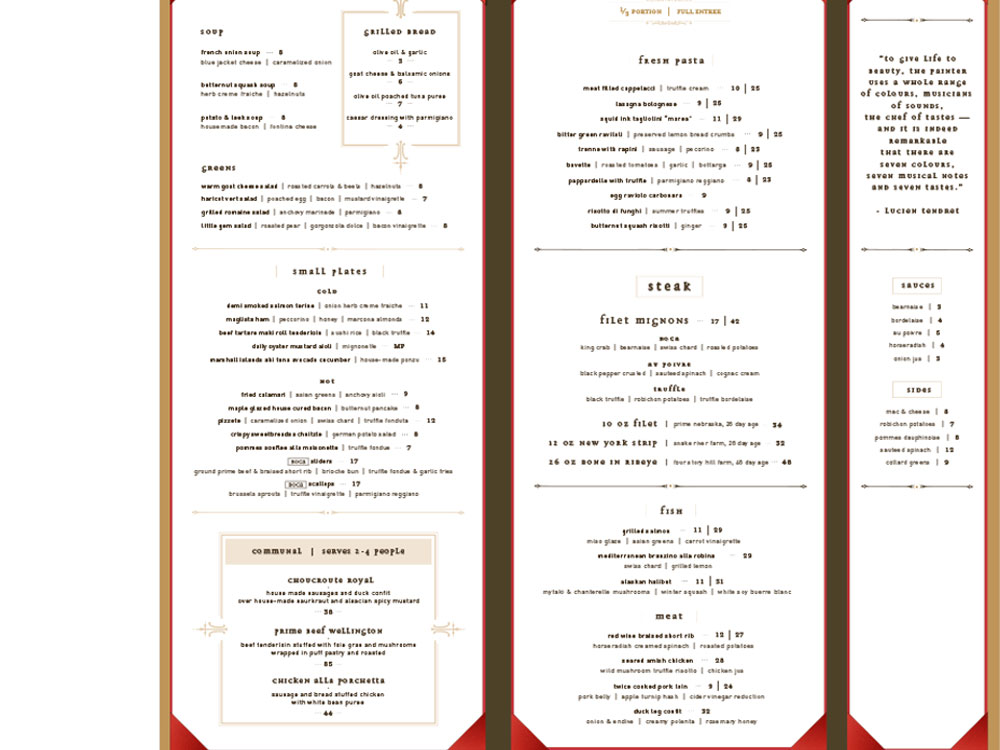 soup
french onion soup — 8
blue jacket cheese | caramelized onion
butternut squash soup — 8
herb creme fraiche | hazelnuts
potato & leek soup — 8
house made bacon | fontina cheese
grilled bread
olive oil & garlic
— 2 —
goat cheese & balsamic onions
— 6 —
olive oil poached tuna puree
— 7 —
caesar dressing with parmigiano
— 4 —
greens
warm goat cheese salad | roasted carrots & beets | hazelnuts — 8
haricot vert salad | poached egg | bacon | mustard vinaigrette — 7
grilled romaine salad | anchovy marinade | parmigiano — 8
little gem salad | roasted pear | gorgonzola dolce | bacon vinaigrette — 8
small plates
cold
demi smoked salmon terine | onion herb creme fraiche — 11
magliata ham | peccorino | honey | marcona almonds — 12
beef tartare maki roll tenderloin | sushi rice | black truffle — 14
daily oyster mustard aioli | mignonette — MP
marshall islands ahi tuna avocado cucumber | house-made ponzu — 15
hot
fried calamari | asian greens | anchovy aioli — 9
maple glazed house cured bacon | butternut pancake — 8
pizzete | caramelized onion | swiss chard | truffle fonduta — 12
crispy sweetbreads choitzie | german potato salad — 8
pommes souflee alla maisonette | truffle fondue — 7
boca sliders — 17
ground prime beef & braised short rib | brioche bun | truffle fondue & garlic fries
boca scallops — 17
brussels sprouts | truffle vinaigrette | parmigiano reggiano
communal | serves 2-4 people
choucroute royal
house made sausages and duck confit
over house-made saurkraut and alsacian spicy mustard
— 38 —
prime beef wellington
beef tenderloin stuffed with foie gras and mushrooms
wrapped in puff pastry and roasted
— 85 —
chicken alla porchetta
sausage and bread stuffed chicken
with white bean puree
— 44 —
1/2 portion | full entree
fresh pasta
meat filled cappelacci | truffle cream — 10 | 25
lasagna bolognese — 9 | 25
squid ink tagliolini "marea" — 11 | 29
bitter green ravioli | preserved lemon bread crumbs — 9 | 25
trenne with rapini | sausage | pecorino — 8 | 23
bavette | roasted tomatoes | garlic | bottarga — 9 | 25
pappardelle with truffle | parmigiano reggiano — 8 | 23
egg raviolo carbonara — 9
risotto di funghi | summer truffles — 9 | 25
butternut squash risotti | ginger — 9 | 25
steak
filet mignons — 17 | 42
boca
king crab | bearnaise | swiss chard | roasted potatoes
au poivre
black pepper crusted | sauteed spinach | cognac cream
truffle
black truffle | robichon potatoes | truffle bordelaise
10 oz filet | prime nebraska, 28 day age — 34
12 oz new york strip | snake river farm, 28 day age — 32
26 oz bone in ribeye | four story hill farm, 48 day age — 48
fish
grilled salmon — 11 | 29
miso glaze | asian greens | carrot vinaigrette
mediterranean branzino alla robina — 29
swiss chard | grilled lemon
alaskan halibut — 11 | 31
mytaki & chanterelle mushrooms | winter squash | white soy buerre blanc
meat
red wine braised short rib — 12 | 27
horseradish creamed spinach | roasted potatoes
seared amish chicken — 28
wild mushroom truffle risotto | chicken jus
twice cooked pork loin — 9 | 24
pork belly | apple turnip hash | cider vinegar reduction
duck leg confit — 32
onion & endive | creamy polenta | rosemary honey
"to give life to
beauty, the painter
uses a whole range
of colours, musicians
of sounds,
the chef of tastes —
and it is indeed
remarkable
that there are
seven colours,
seven musical notes
and seven tastes."
- Lucien Tendret
sauces
bearnaise | 3
bordelaise | 4
au poivre | 5
horseradish | 4
onion jus | 3
sides
mac & cheese | 8
robichon potatoes | 7
pommes dauphinoise | 8
sauteed spinach | 12
collard greens | 9